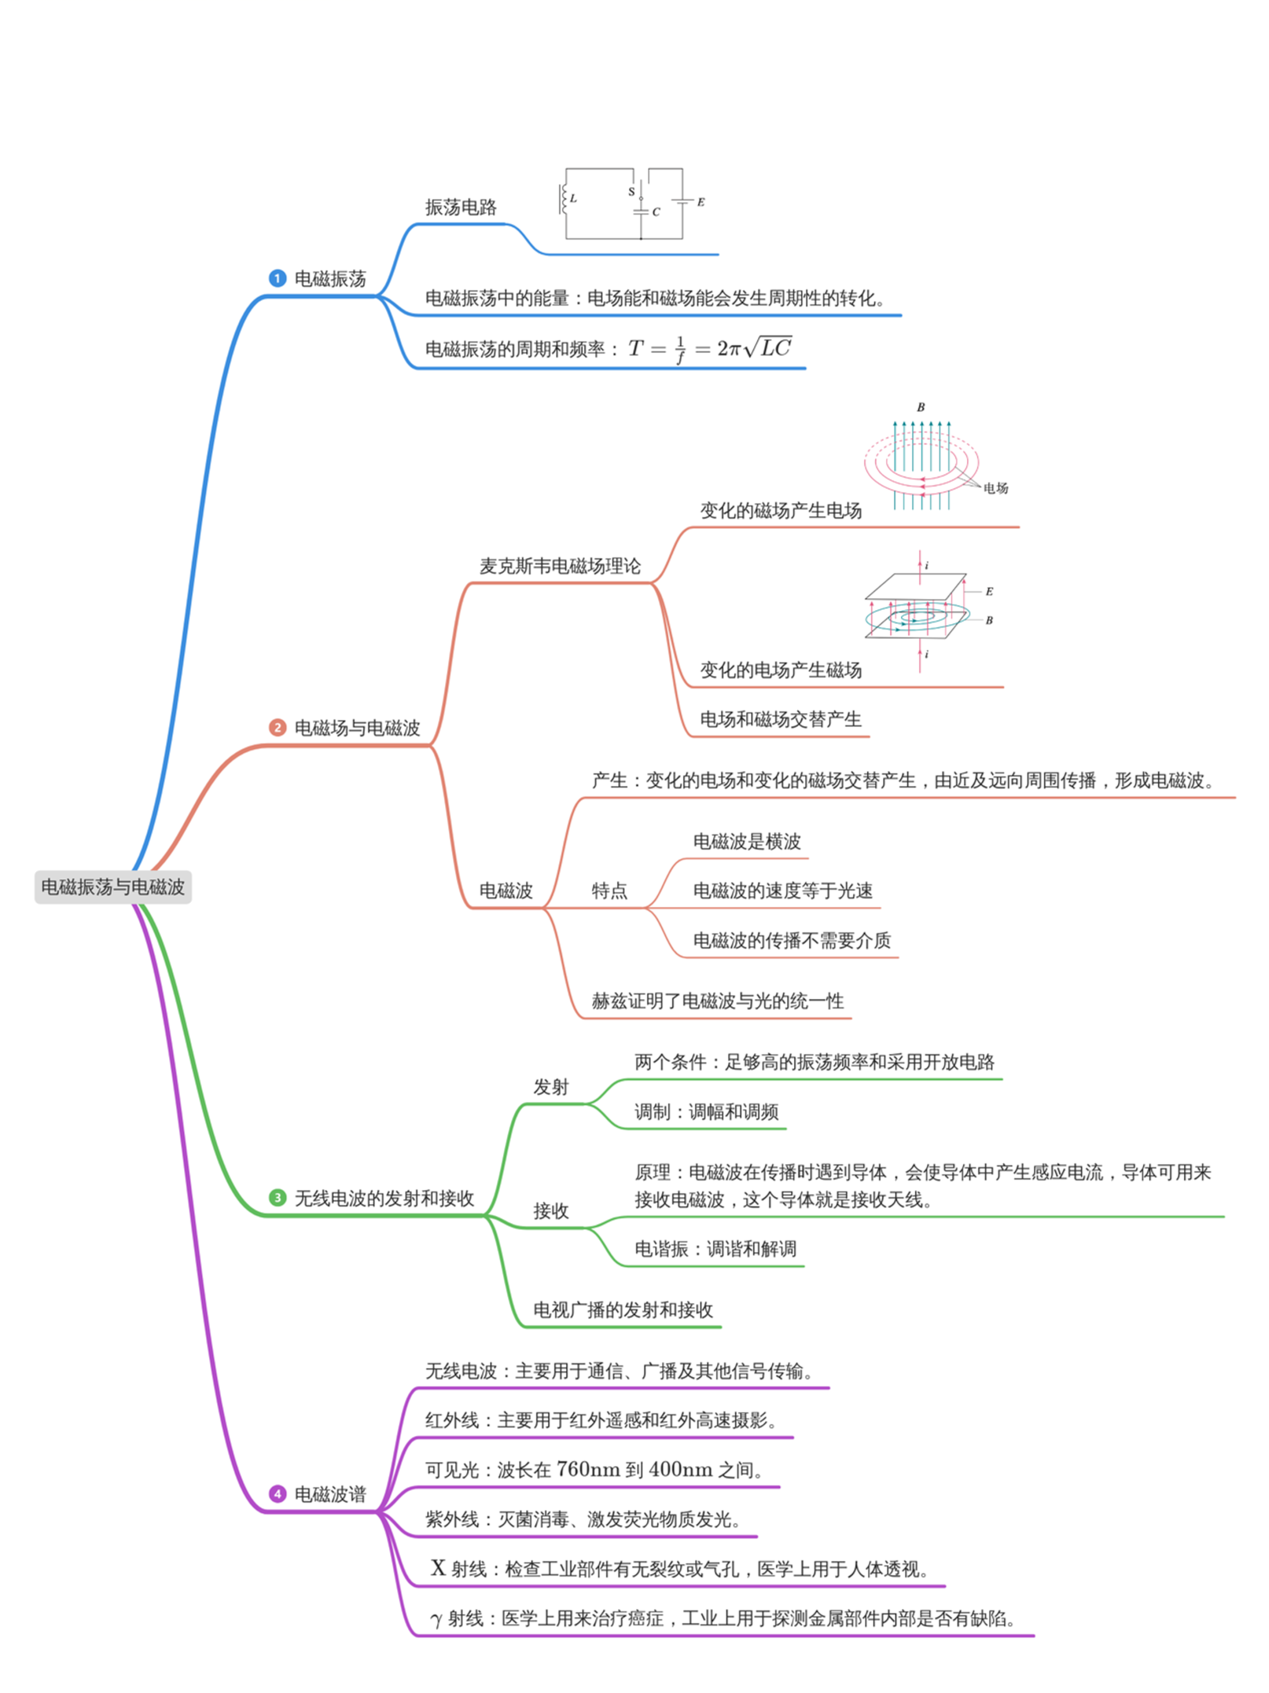 电磁振荡与电磁波
1 电磁振荡
振荡电路
L
S
C
E
电磁振荡中的能量：电场能和磁场能会发生周期性的转化。
电磁振荡的周期和频率： $T = \frac{1}{f} = 2\pi\sqrt{LC}$
2 电磁场与电磁波
麦克斯韦电磁场理论
变化的磁场产生电场
B
电场
变化的电场产生磁场
i
E
B
i
电场和磁场交替产生
电磁波
产生：变化的电场和变化的磁场交替产生，由近及远向周围传播，形成电磁波。
特点
电磁波是横波
电磁波的速度等于光速
电磁波的传播不需要介质
赫兹证明了电磁波与光的统一性
3 无线电波的发射和接收
发射
两个条件：足够高的振荡频率和采用开放电路
调制：调幅和调频
接收
原理：电磁波在传播时遇到导体，会使导体中产生感应电流，导体可用来
接收电磁波，这个导体就是接收天线。
电谐振：调谐和解调
电视广播的发射和接收
4 电磁波谱
无线电波：主要用于通信、广播及其他信号传输。
红外线：主要用于红外遥感和红外高速摄影。
可见光：波长在 760nm 到 400nm 之间。
紫外线：灭菌消毒、激发荧光物质发光。
X 射线：检查工业部件有无裂纹或气孔，医学上用于人体透视。
γ 射线：医学上用来治疗癌症，工业上用于探测金属部件内部是否有缺陷。